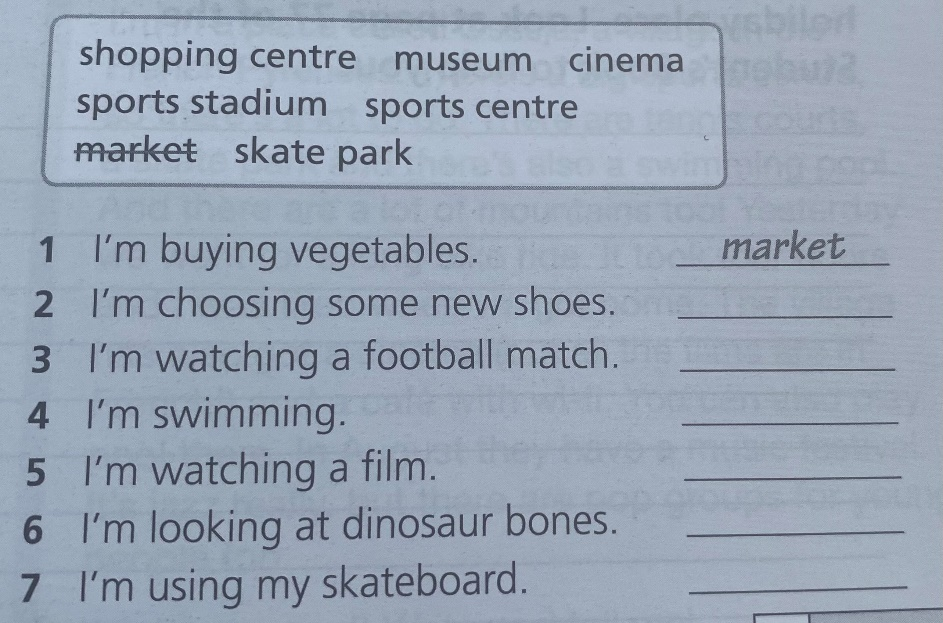 shopping centre museum cinema
sports stadium sports centre
market skate park
1 I'm buying vegetables. market
2 I'm choosing some new shoes.
3 I'm watching a football match.
4 I'm swimming.
5 I'm watching a film.
6 I'm looking at dinosaur bones.
7 I'm using my skateboard.